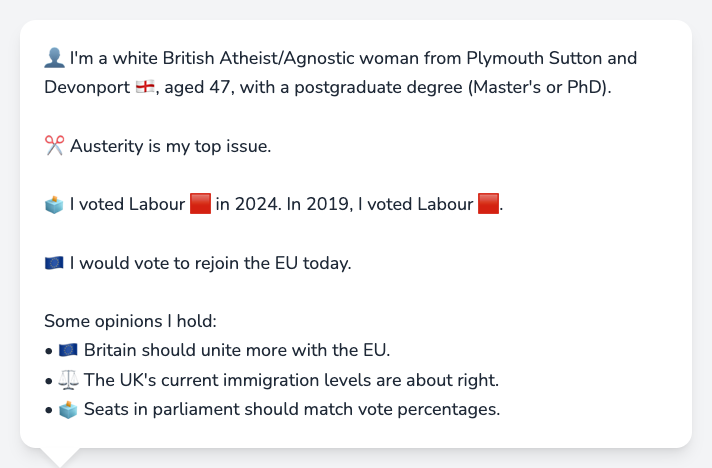 👤 I'm a white British Atheist/Agnostic woman from Plymouth Sutton and
Devonport 🏴󠁧󠁢󠁥󠁮󠁧󠁿, aged 47, with a postgraduate degree (Master's or PhD).
✂️ Austerity is my top issue.
🗳️ I voted Labour 🟥 in 2024. In 2019, I voted Labour 🟥.
🇪🇺 I would vote to rejoin the EU today.
Some opinions I hold:
• 🇪🇺 Britain should unite more with the EU.
• ⚖️ The UK's current immigration levels are about right.
• 🗳️ Seats in parliament should match vote percentages.